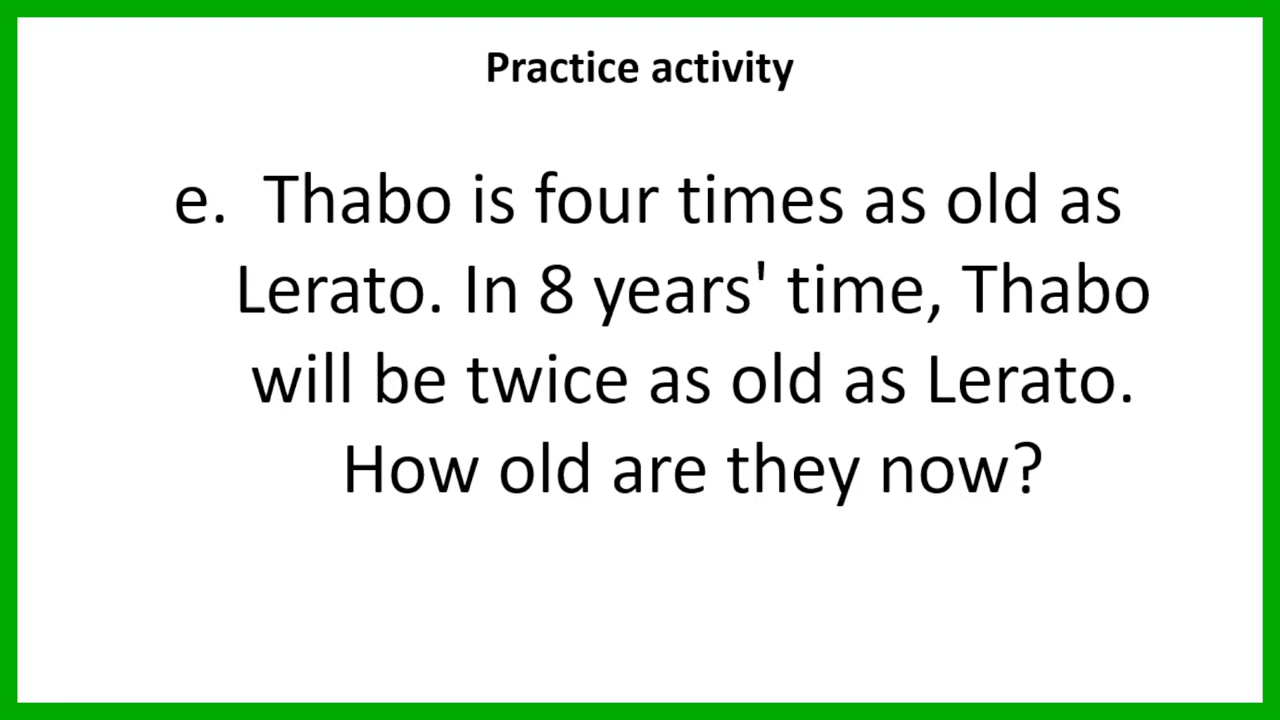 Practice activity
e. Thabo is four times as old as
Lerato. In 8 years' time, Thabo
will be twice as old as Lerato.
How old are they now?